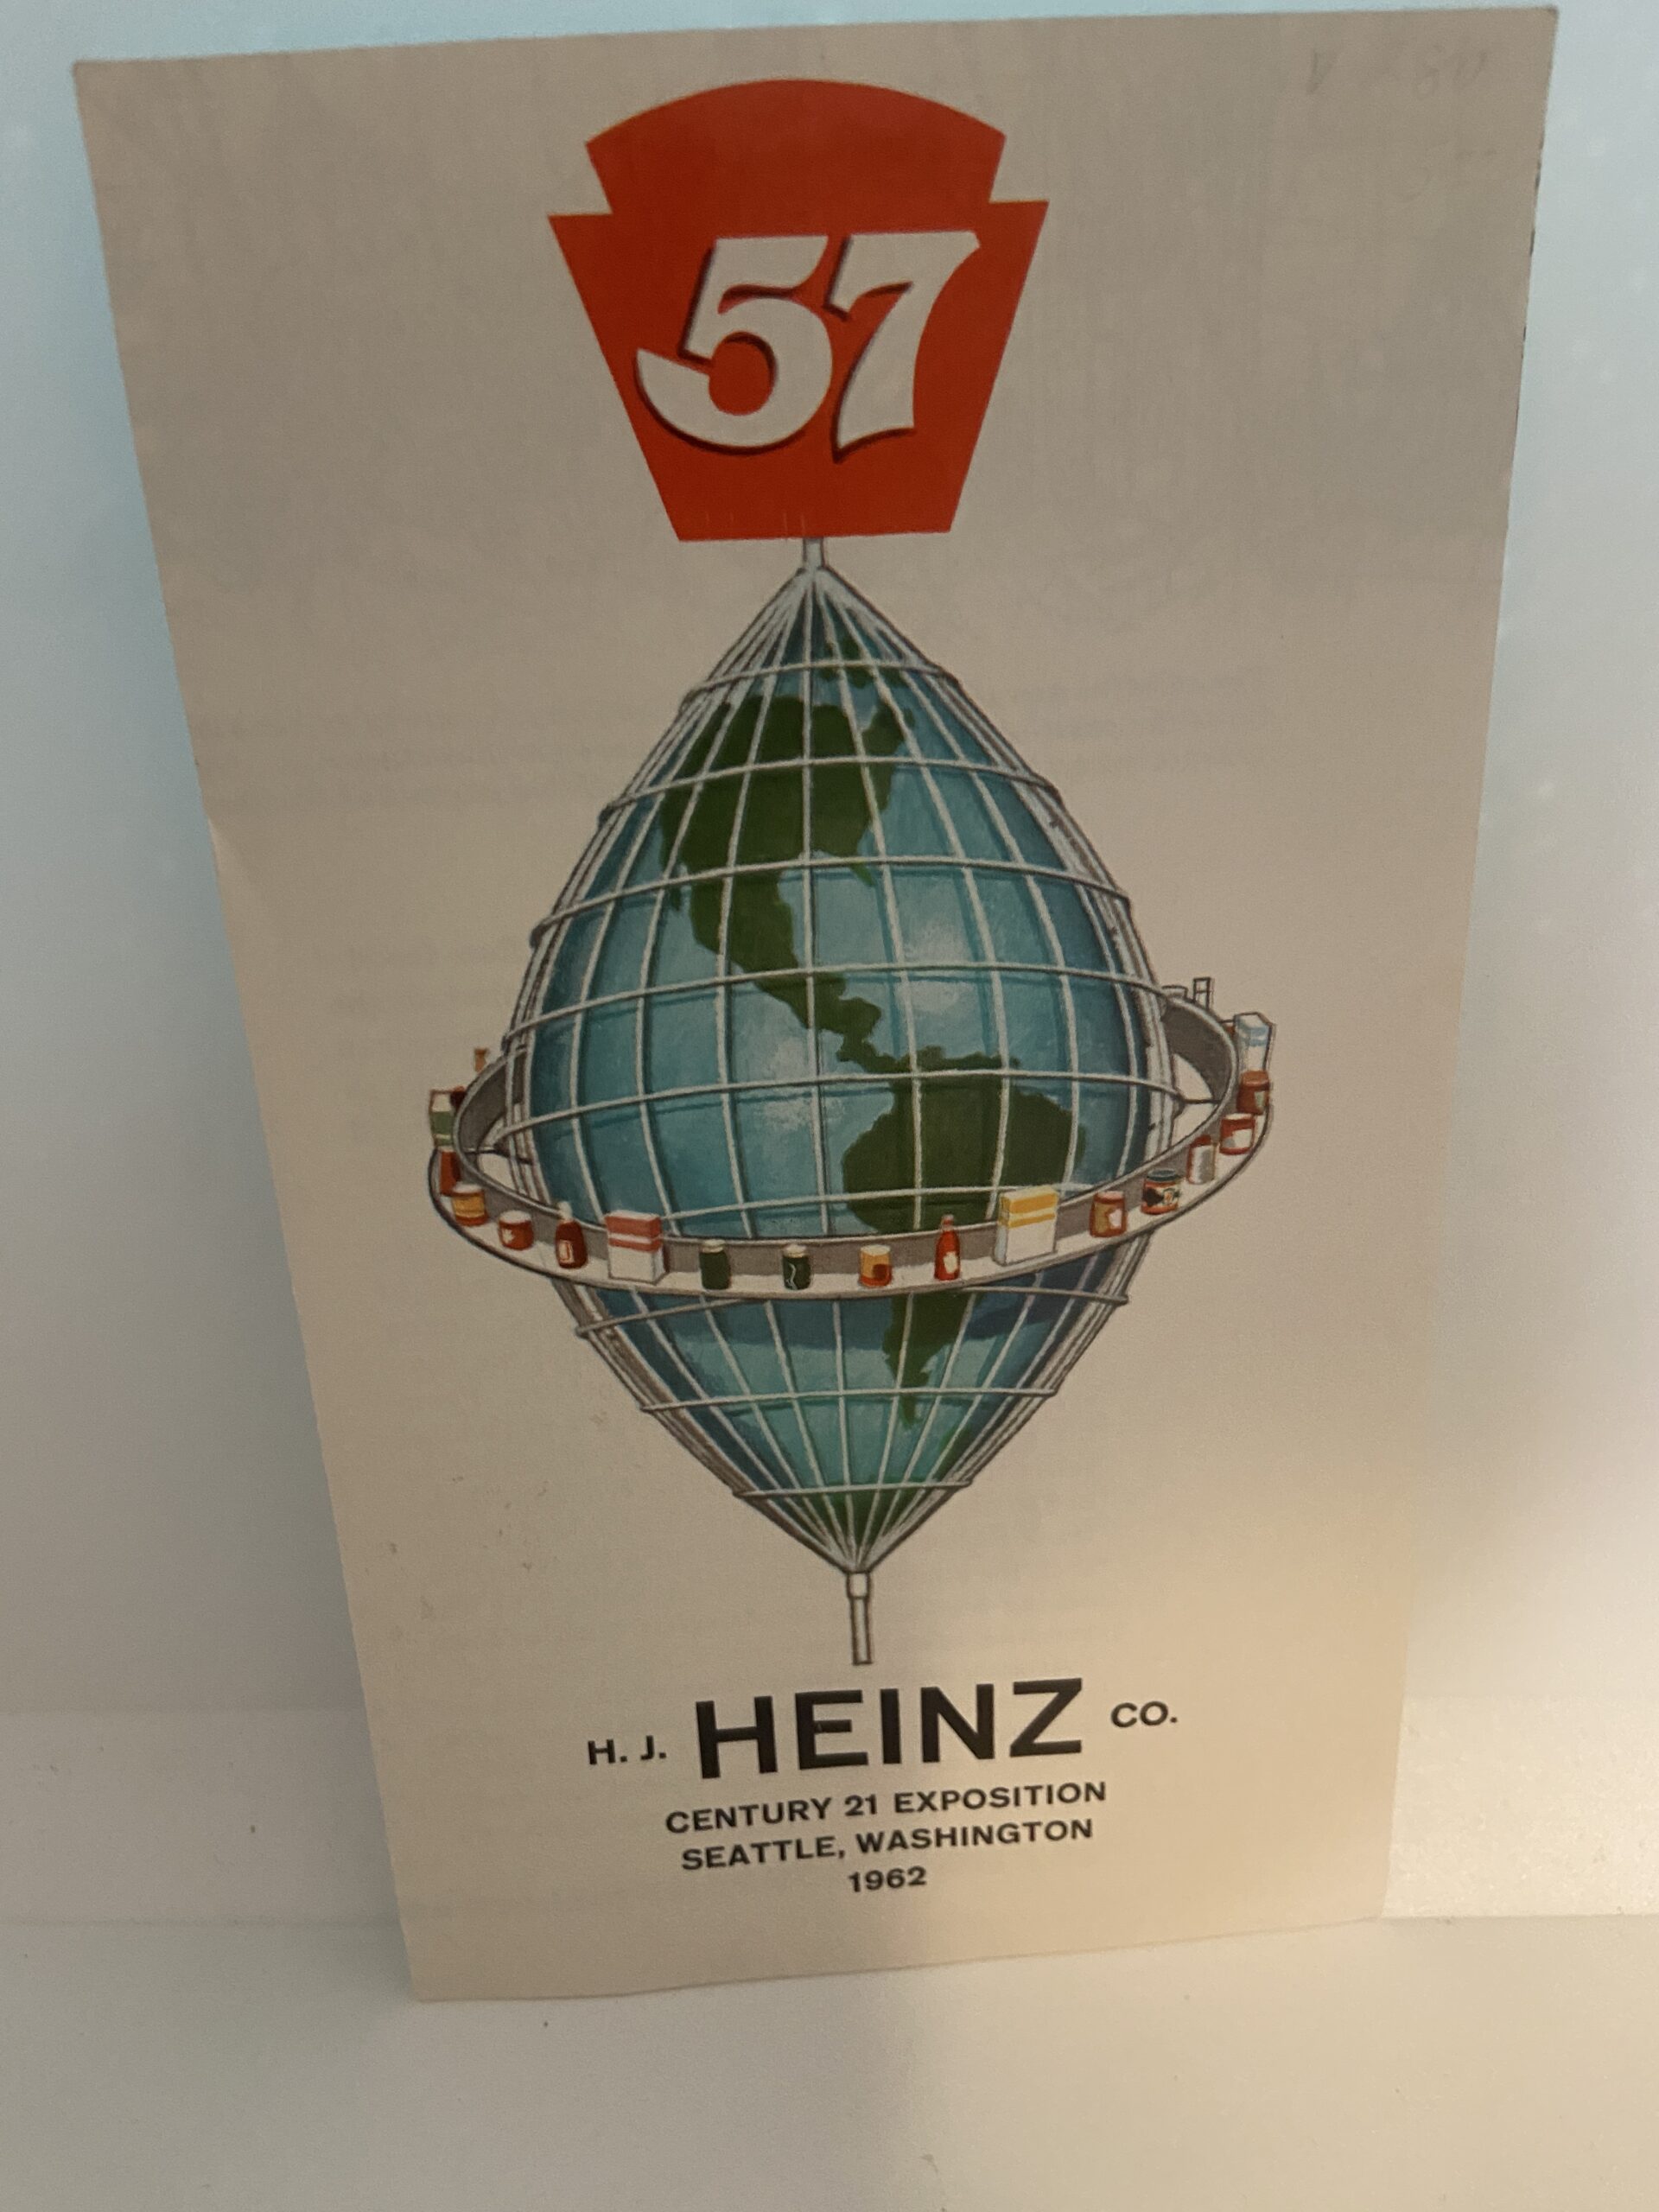 57
H. J. HEINZ CO.
CENTURY 21 EXPOSITION
SEATTLE, WASHINGTON
1962